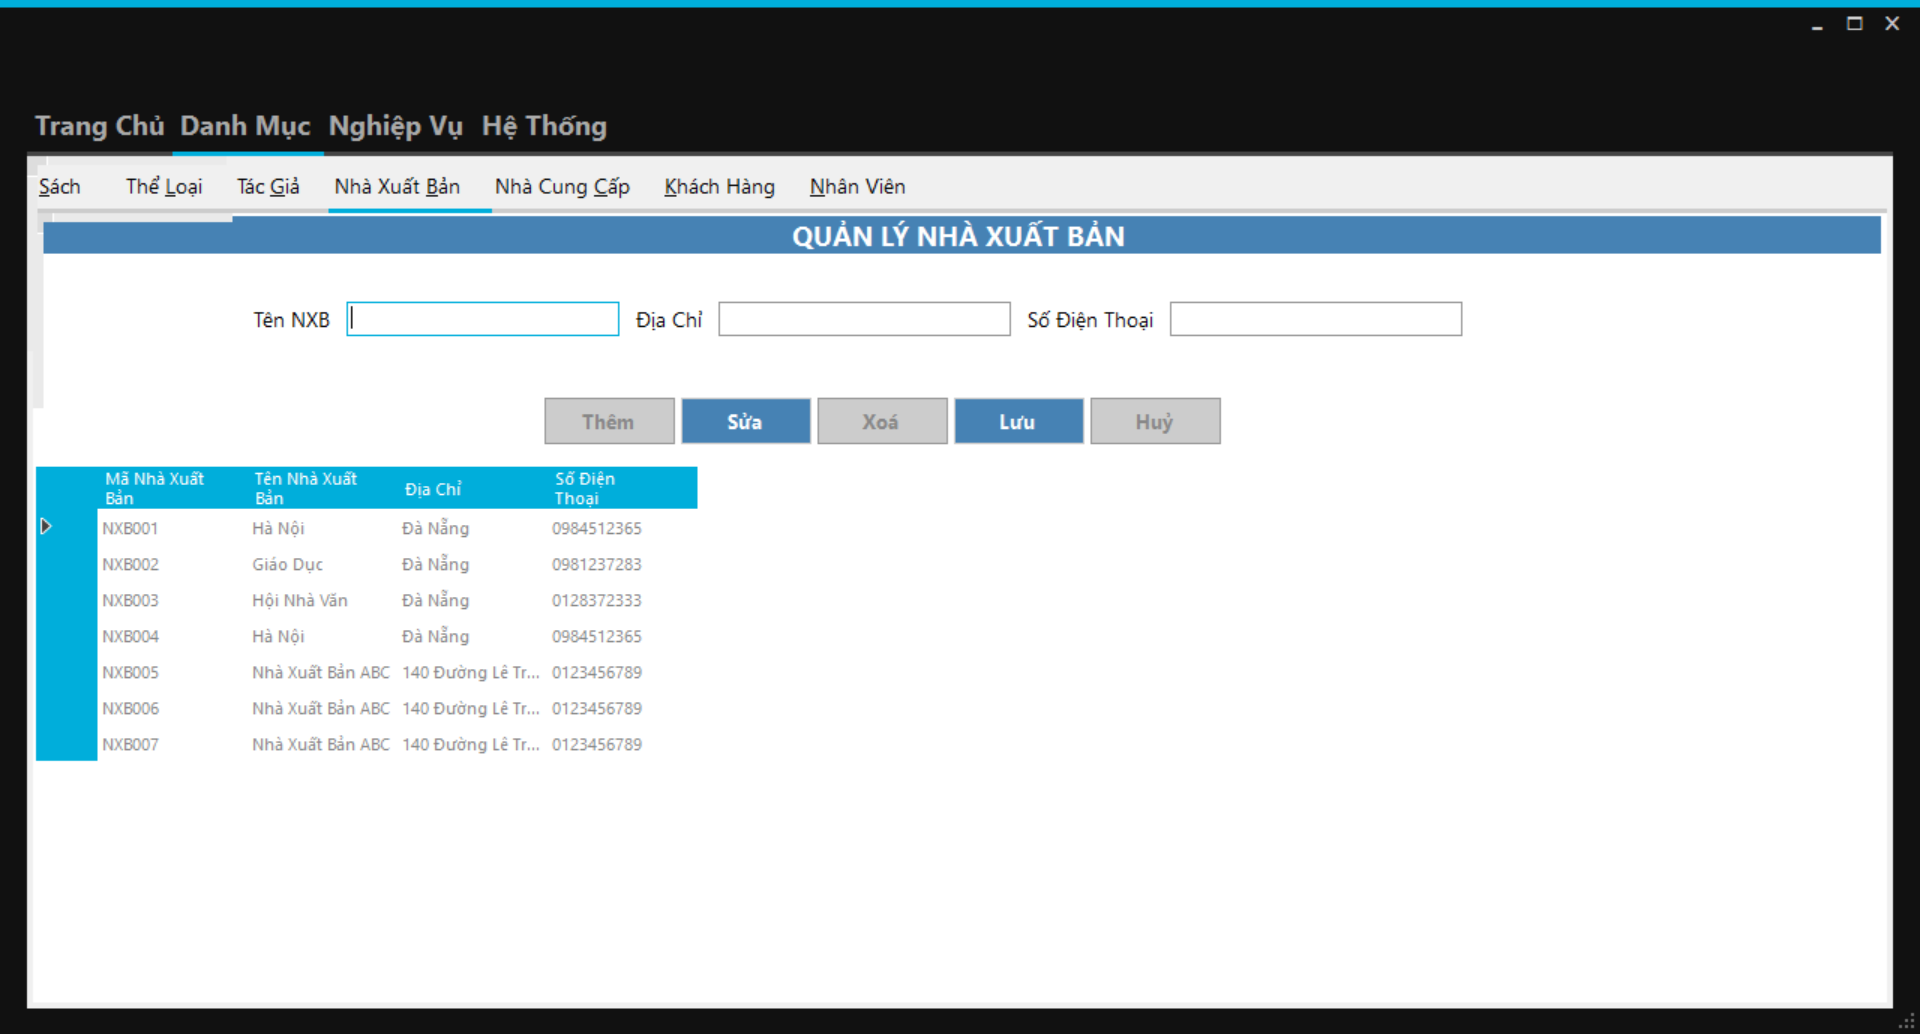 Trang Chủ Danh Mục Nghiệp Vụ Hệ Thống
Sách Thể Loại Tác Giả Nhà Xuất Bản Nhà Cung Cấp Khách Hàng Nhân Viên
QUẢN LÝ NHÀ XUẤT BẢN
Tên NXB Địa Chỉ Số Điện Thoại
Thêm Sửa Xoá Lưu Huỷ
Mã Nhà Xuất Bản Tên Nhà Xuất Bản Địa Chỉ Số Điện Thoại
NXB001 Hà Nội Đà Nẵng 0984512365
NXB002 Giáo Dục Đà Nẵng 0981237283
NXB003 Hội Nhà Văn Đà Nẵng 0128372333
NXB004 Hà Nội Đà Nẵng 0984512365
NXB005 Nhà Xuất Bản ABC 140 Đường Lê Tr... 0123456789
NXB006 Nhà Xuất Bản ABC 140 Đường Lê Tr... 0123456789
NXB007 Nhà Xuất Bản ABC 140 Đường Lê Tr... 0123456789